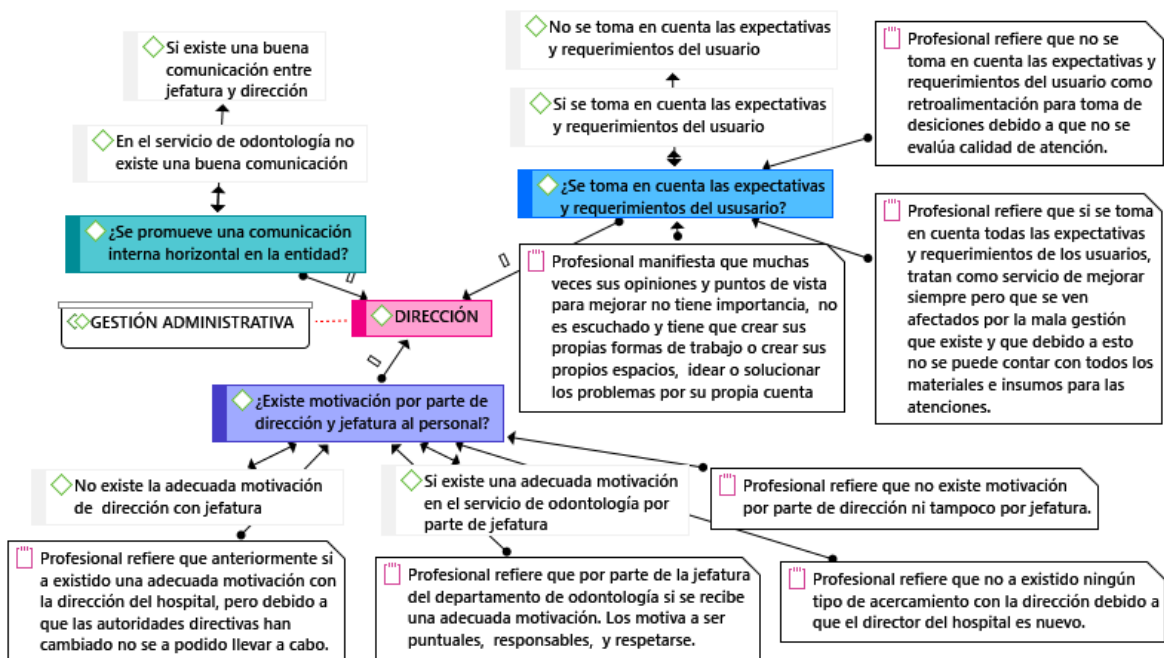 Si existe una buena
comunicación entre
jefatura y dirección
En el servicio de odontología no
existe una buena comunicación
¿Se promueve una comunicación
interna horizontal en la entidad?
GESTIÓN ADMINISTRATIVA
DIRECCIÓN
No se toma en cuenta las expectativas
y requerimientos del usuario
Si se toma en cuenta las expectativas
y requerimientos del usuario
¿Se toma en cuenta las expectativas
y requerimientos del ususario?
Profesional refiere que no se
toma en cuenta las expectativas y
requerimientos del usuario como
retroalimentación para toma de
desiciones debido a que no se
evalúa calidad de atención.
Profesional refiere que si se toma
en cuenta todas las expectativas
y requerimientos de los usuarios,
tratan como servicio de mejorar
siempre pero que se ven
afectados por la mala gestión
que existe y que debido a esto
no se puede contar con todos los
materiales e insumos para las
atenciones.
Profesional manifiesta que muchas
veces sus opiniones y puntos de vista
para mejorar no tiene importancia, no
es escuchado y tiene que crear sus
propias formas de trabajo o crear sus
propios espacios, idear o solucionar
los problemas por su propia cuenta
¿Existe motivación por parte de
dirección y jefatura al personal?
No existe la adecuada motivación
de dirección con jefatura
Si existe una adecuada motivación
en el servicio de odontología por
parte de jefatura
Profesional refiere que no existe motivación
por parte de dirección ni tampoco por jefatura.
Profesional refiere que anteriormente si
a existido una adecuada motivación con
la dirección del hospital, pero debido a
que las autoridades directivas han
cambiado no se a podido llevar a cabo.
Profesional refiere que por parte de la jefatura
del departamento de odontología si se recibe
una adecuada motivación. Los motiva a ser
puntuales, responsables, y respetarse.
Profesional refiere que no a existido ningún
tipo de acercamiento con la dirección debido a
que el director del hospital es nuevo.